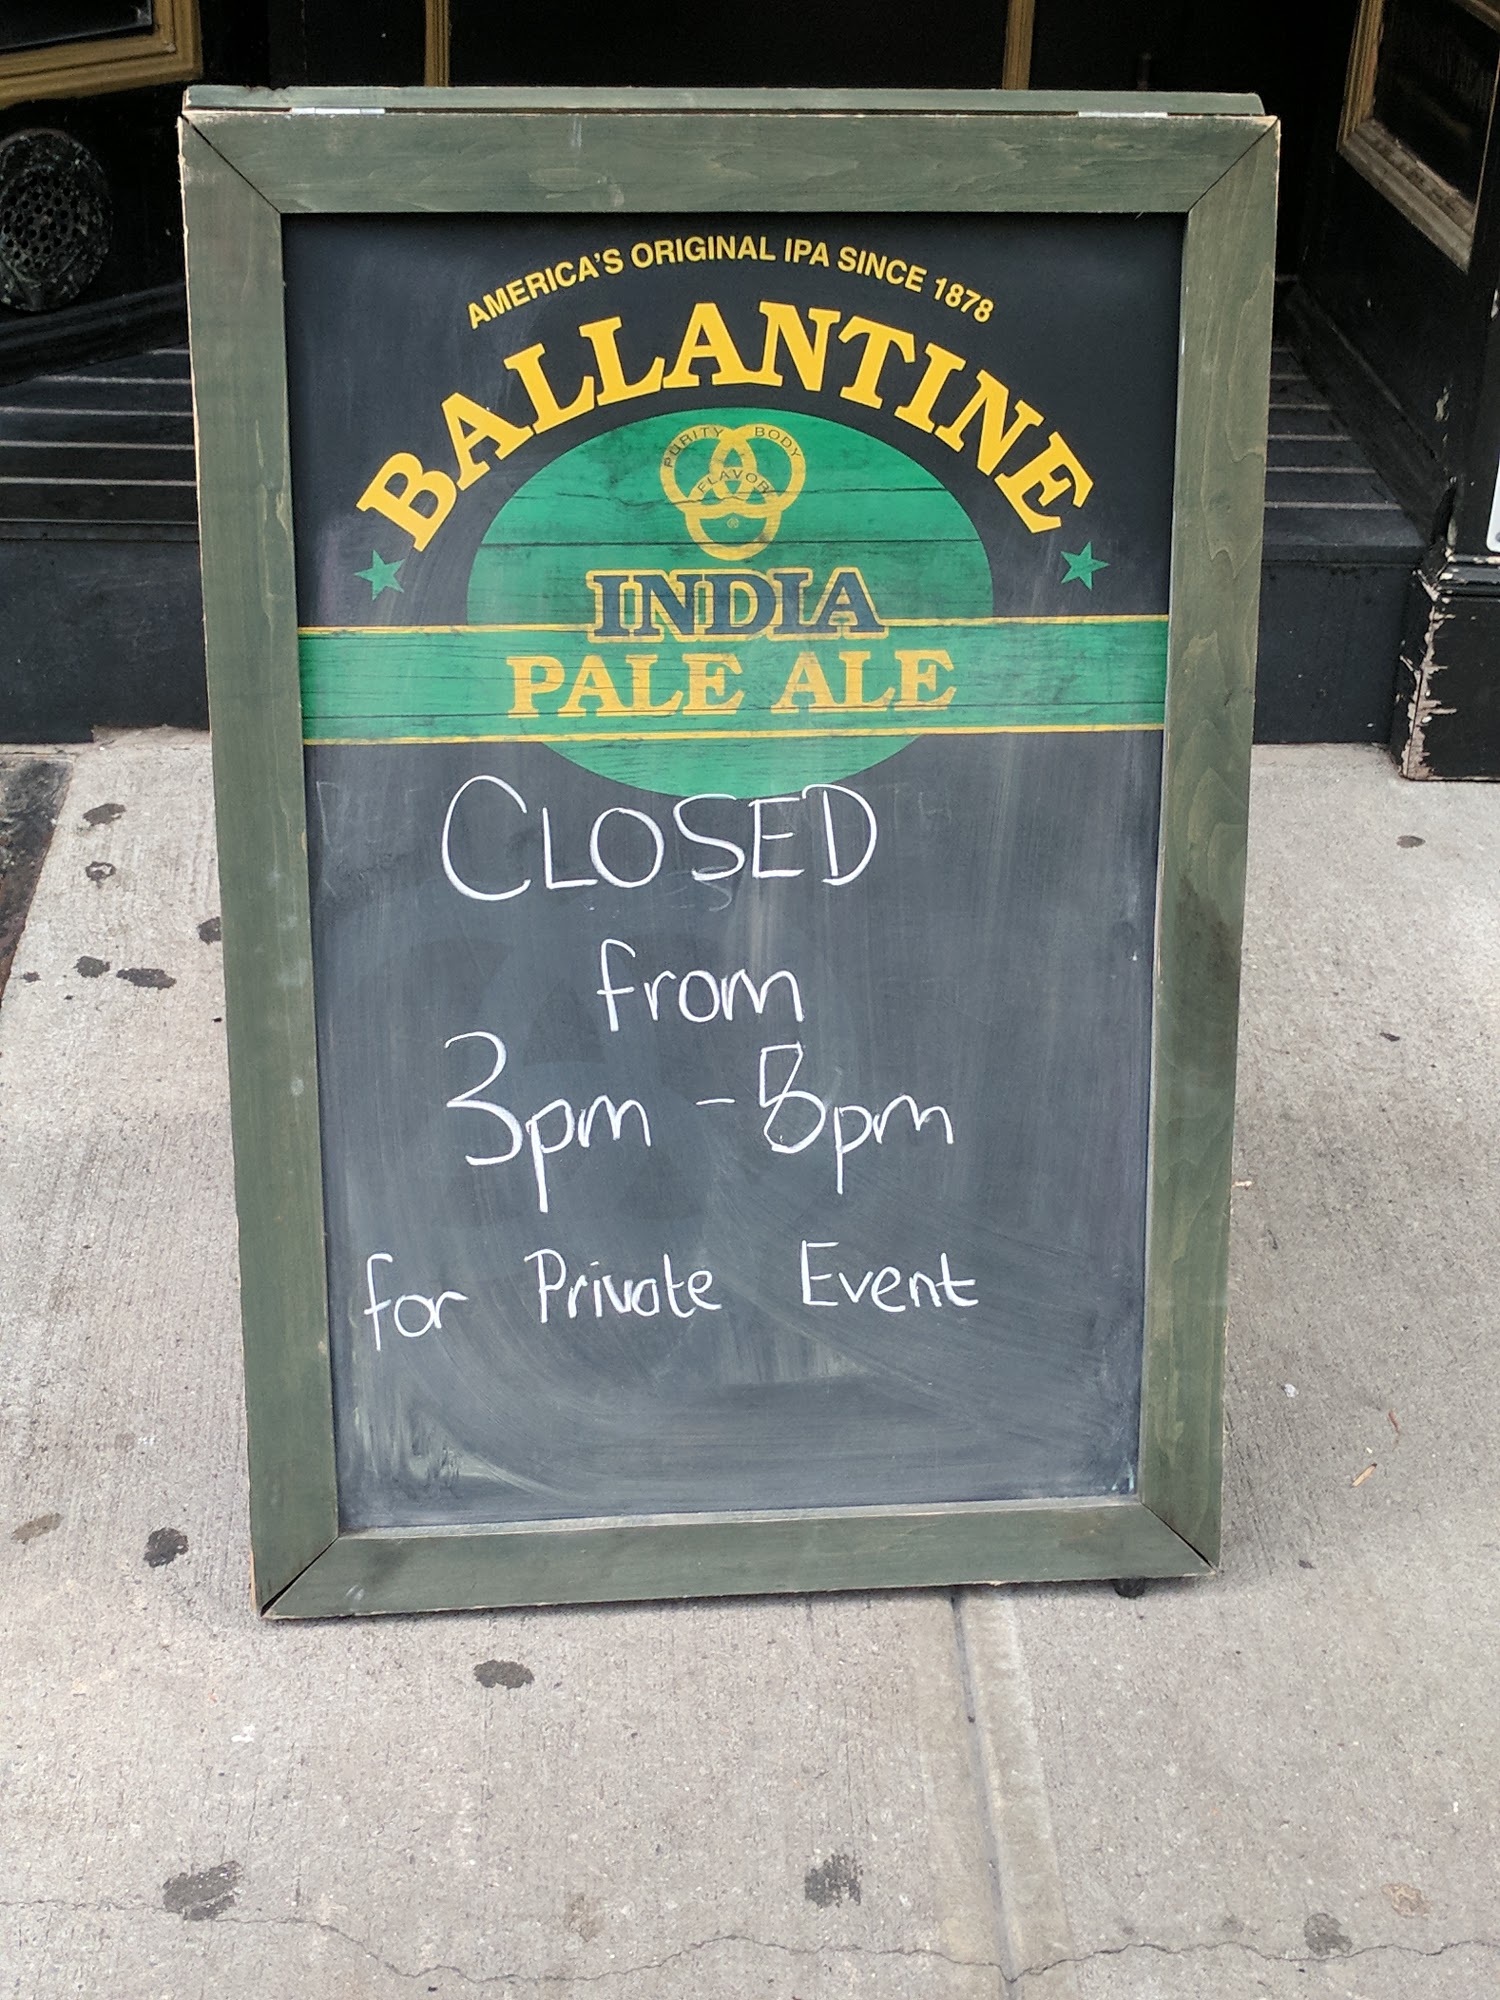 AMERICA'S ORIGINAL IPA SINCE 1878
BALLANTINE
PURITY BODY
FLAVOR
®
INDIA
PALE ALE
CLOSED
from
3pm - 8pm
for Private Event